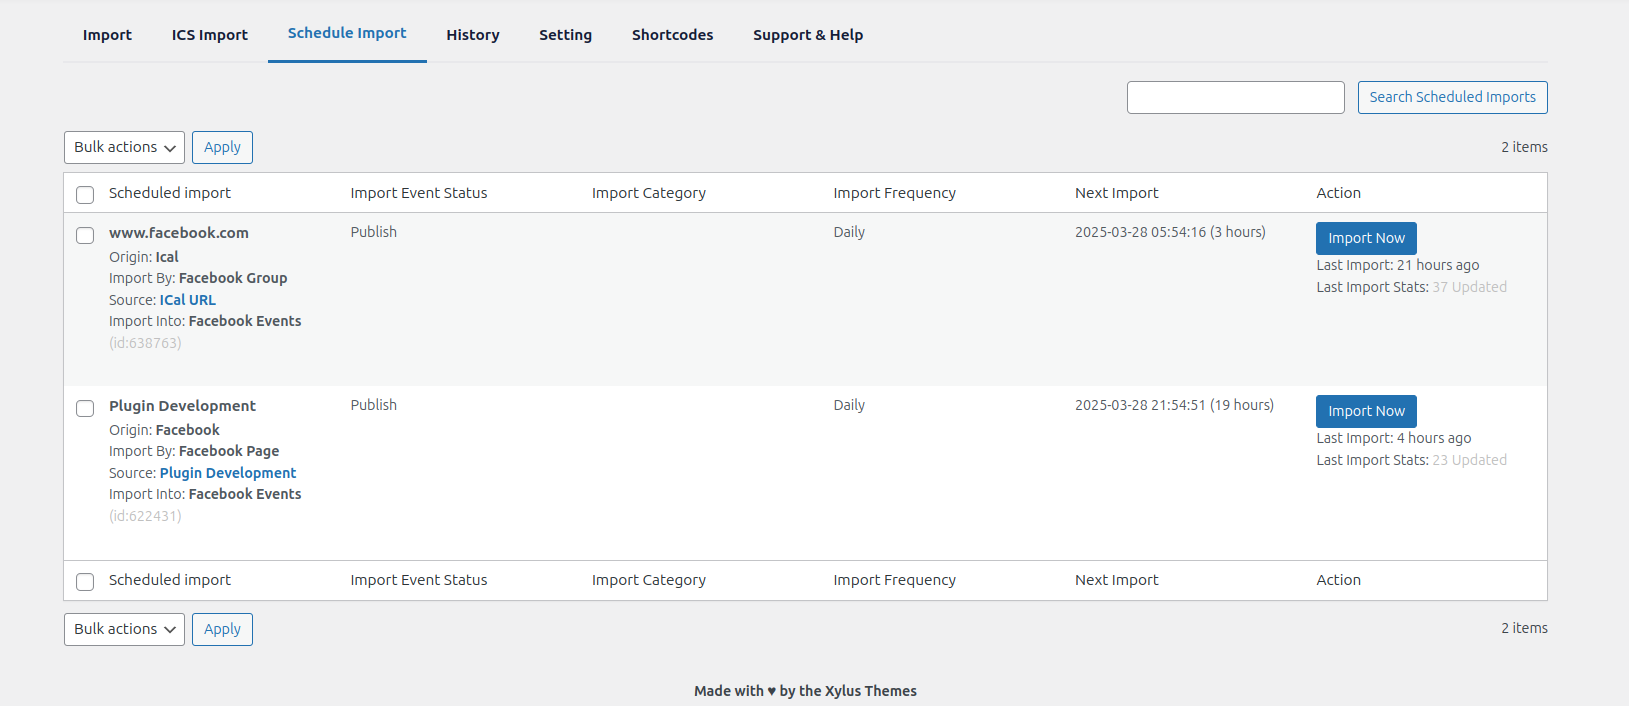 Import ICS Import Schedule Import History Setting Shortcodes Support & Help
Search Scheduled Imports
Bulk actions Apply 2 items
Scheduled import Import Event Status Import Category Import Frequency Next Import Action
www.facebook.com Publish Daily 2025-03-28 05:54:16 (3 hours) Import Now
Origin: Ical
Last Import: 21 hours ago
Import By: Facebook Group
Last Import Stats: 37 Updated
Source: ICal URL
Import Into: Facebook Events
(id:638763)
Plugin Development Publish Daily 2025-03-28 21:54:51 (19 hours) Import Now
Origin: Facebook
Last Import: 4 hours ago
Import By: Facebook Page
Last Import Stats: 23 Updated
Source: Plugin Development
Import Into: Facebook Events
(id:622431)
Scheduled import Import Event Status Import Category Import Frequency Next Import Action
Bulk actions Apply 2 items
Made with ♥ by the Xylus Themes